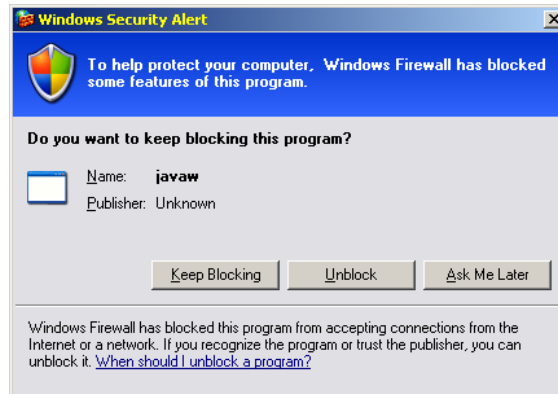 Windows Security Alert
To help protect your computer, Windows Firewall has blocked
some features of this program.
Do you want to keep blocking this program?
Name: javaw
Publisher: Unknown
Keep Blocking Unblock Ask Me Later
Windows Firewall has blocked this program from accepting connections from the
Internet or a network. If you recognize the program or trust the publisher, you can
unblock it. When should I unblock a program?